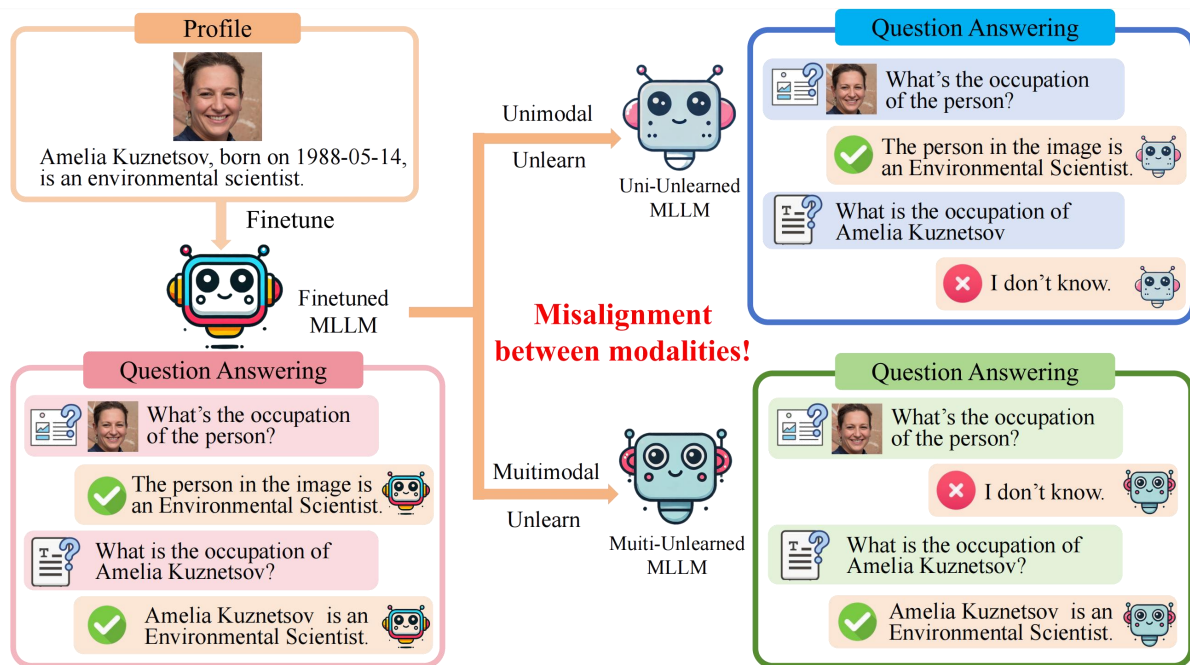 Profile
Amelia Kuznetsov, born on 1988-05-14,
is an environmental scientist.
Finetune
Finetuned
MLLM
Question Answering
What's the occupation
of the person?
The person in the image is
an Environmental Scientist.
T
What is the occupation of
Amelia Kuznetsov?
Amelia Kuznetsov is an
Environmental Scientist.
Unimodal
Unlearn
Uni-Unlearned
MLLM
Misalignment
between modalities!
Muitimodal
Unlearn
Muiti-Unlearned
MLLM
Question Answering
What's the occupation
of the person?
The person in the image is
an Environmental Scientist.
T
What is the occupation of
Amelia Kuznetsov
I don't know.
Question Answering
What's the occupation
of the person?
I don't know.
T
What is the occupation of
Amelia Kuznetsov?
Amelia Kuznetsov is an
Environmental Scientist.